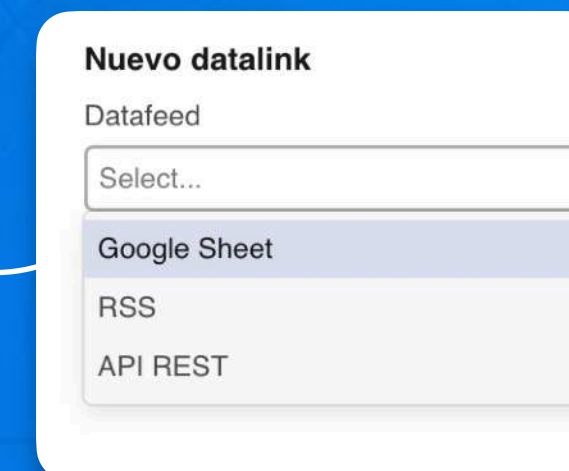 Nuevo datalink
Datafeed
Select...
Google Sheet
RSS
API REST